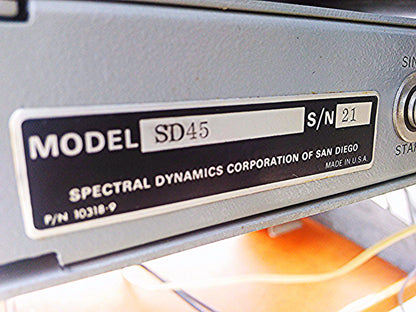 MODEL SD45 S/N 21
SPECTRAL DYNAMICS CORPORATION OF SAN DIEGO
MADE IN U.S.A.
P/N 10318-9